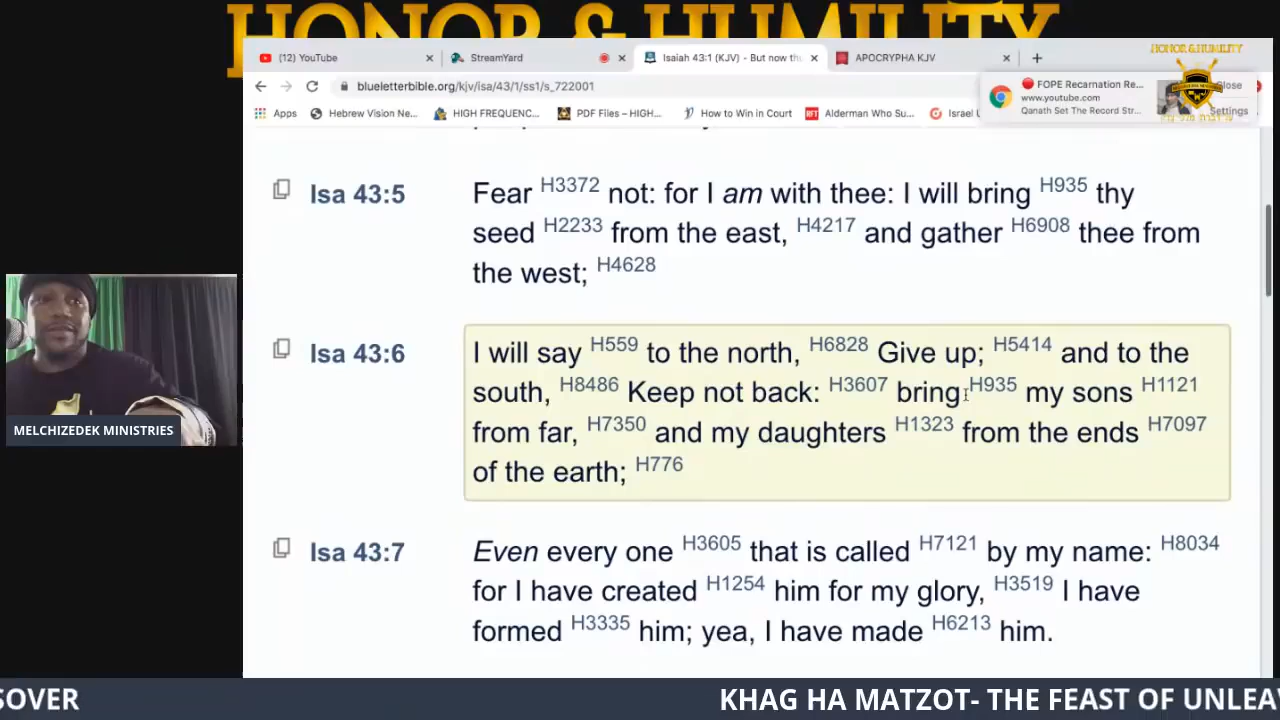 HONOR & HUMILITY
(12) YouTube
StreamYard
Isaiah 43:1 (KJV) - But now th
APOCRYPHA KJV
HONOR & HUMILITY
blueletterbible.org/kjv/isa/43/1/ss1/s_722001
FOPE Recarnation Re...
www.youtube.com
Qanath Set The Record Str...
Close
Settings
Apps
Hebrew Vision Ne...
HIGH FREQUENC...
PDF Files – HIGH...
How to Win in Court
RFT
Alderman Who Su...
Israel
Isa 43:5
Fear H3372 not: for I am with thee: I will bring H935 thy
seed H2233 from the east, H4217 and gather H6908 thee from
the west; H4628
Isa 43:6
I will say H559 to the north, H6828 Give up; H5414 and to the
south, H8486 Keep not back: H3607 bring H935 my sons H1121
from far, H7350 and my daughters H1323 from the ends H7097
of the earth; H776
Isa 43:7
Even every one H3605 that is called H7121 by my name: H8034
for I have created H1254 him for my glory, H3519 I have
formed H3335 him; yea, I have made H6213 him.
MELCHIZEDEK MINISTRIES
SOVER
KHAG HA MATZOT- THE FEAST OF UNLEA